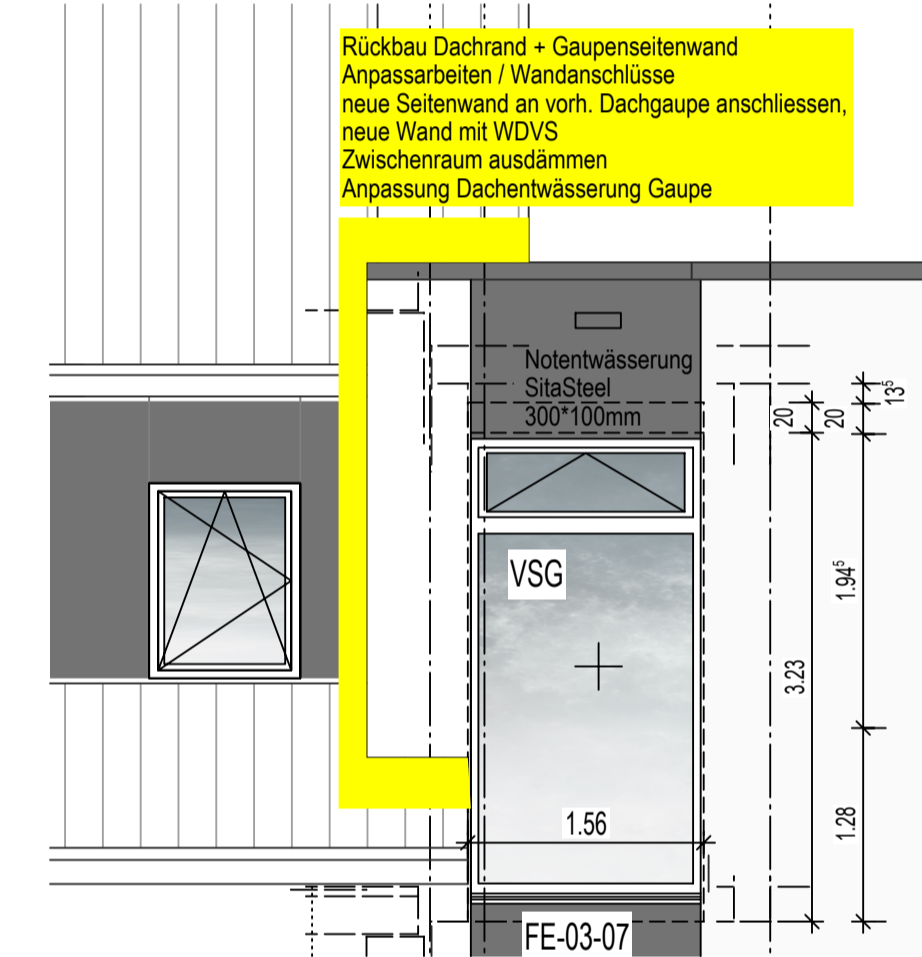 Rückbau Dachrand + Gaupenseitenwand
Anpassarbeiten / Wandanschlüsse
neue Seitenwand an vorh. Dachgaupe anschliessen,
neue Wand mit WDVS
Zwischenraum ausdämmen
Anpassung Dachentwässerung Gaupe
Notentwässerung
SitaSteel
300*100mm
20
20
13⁵
VSG
1.94⁵
3.23
1.28
1.56
FE-03-07